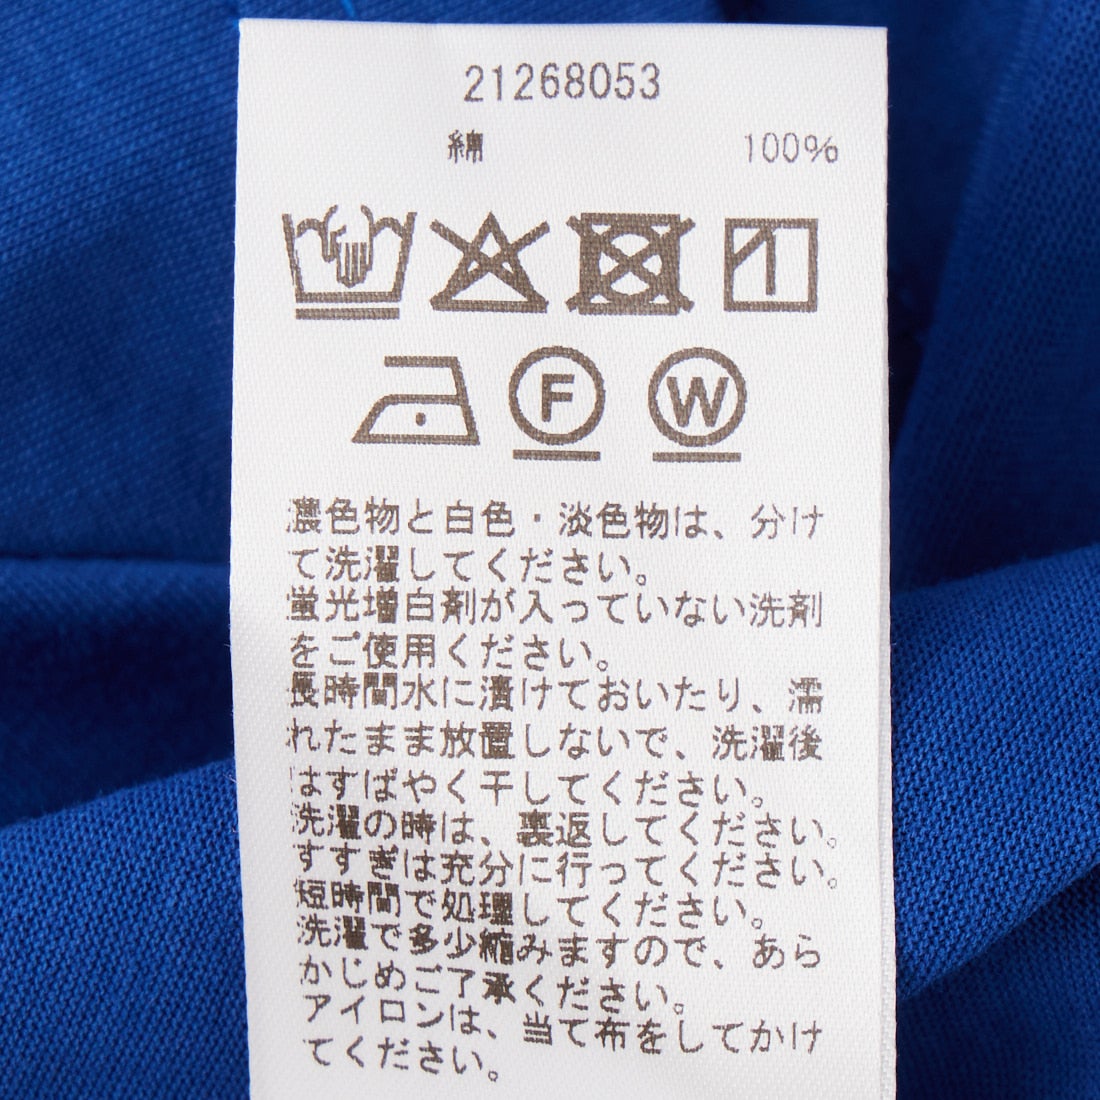 21268053
綿 100%
F W
濃色物と白色・淡色物は、分け
て洗濯してください。
蛍光増白剤が入っていない洗剤
をご使用ください。
長時間水に漬けておいたり、濡
れたまま放置しないで、洗濯後
はすばやく干してください。
洗濯の時は、裏返してください。
すすぎは充分に行ってください。
短時間で処理してください。
洗濯で多少縮みますので、あら
かじめご了承ください。
アイロンは、当て布をしてかけ
てください。